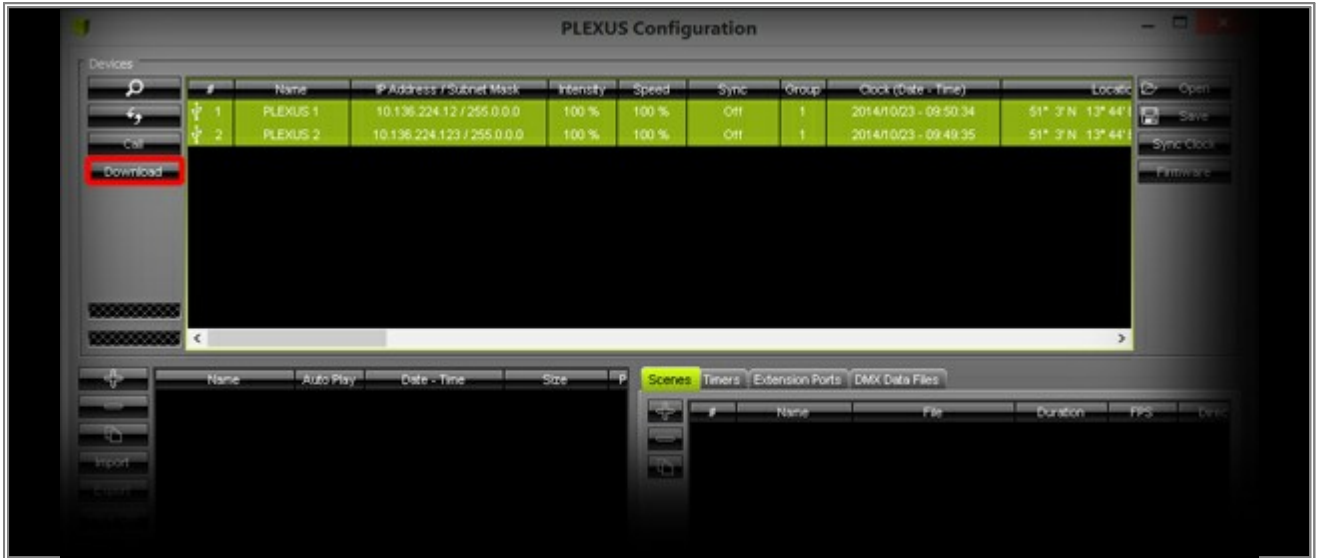 PLEXUS Configuration
Devices
# Name IP Address / Subnet Mask Intensity Speed Sync Group Clock (Date - Time) Locatio Open
1 PLEXUS 1 10.136.224.12 / 255.0.0.0 100 % 100 % Off 1 2014/10/23 - 09:50:34 51° 3' N 13° 44' E Save
Call 2 PLEXUS 2 10.136.224.123 / 255.0.0.0 100 % 100 % Off 1 2014/10/23 - 09:49:35 51° 3' N 13° 44' E Sync Clock
Download Firmware
Name Auto Play Date - Time Size P Scenes Timers Extension Ports DMX Data Files
# Name File Duration FPS Direc
Import
Export